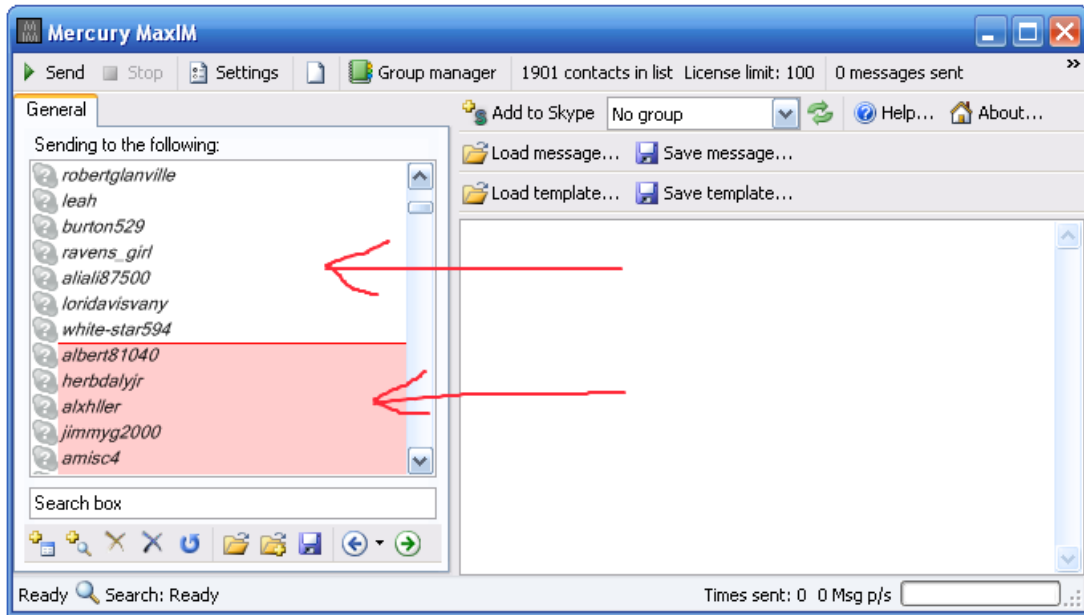 Mercury MaxIM
Send Stop Settings Group manager 1901 contacts in list License limit: 100 0 messages sent
General
Add to Skype No group Help... About...
Sending to the following:
Load message... Save message...
Load template... Save template...
robertglanville
leah
burton529
ravens_girl
aliali87500
loridavisvany
white-star594
albert81040
herbdalyjr
alxhller
jimmyg2000
amisc4
Search box
Ready Search: Ready Times sent: 0 0 Msg p/s